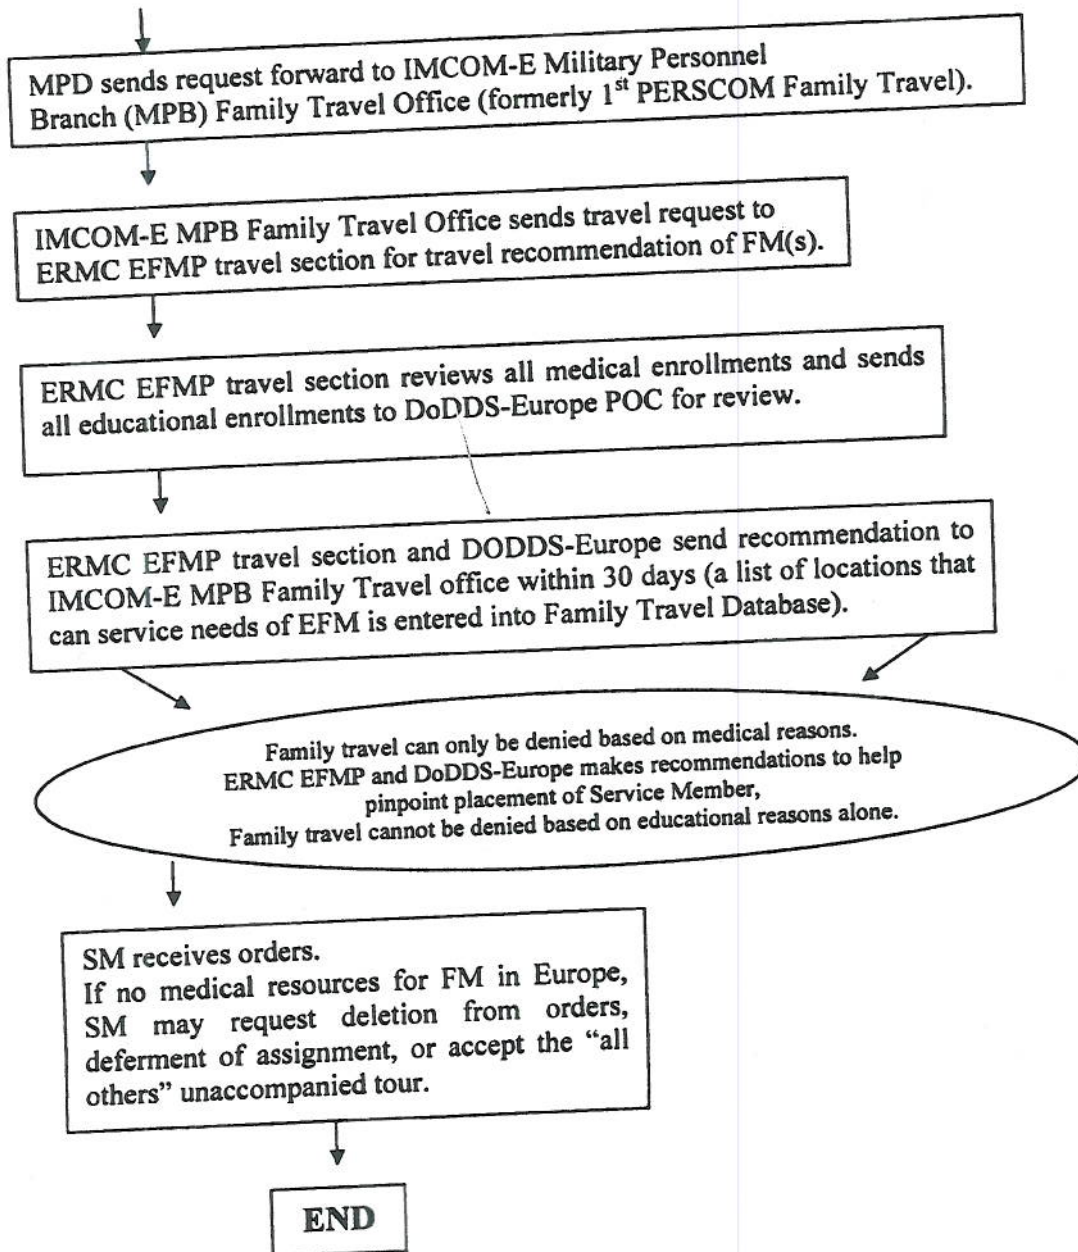 MPD sends request forward to IMCOM-E Military Personnel
Branch (MPB) Family Travel Office (formerly 1st PERSCOM Family Travel).
IMCOM-E MPB Family Travel Office sends travel request to
ERMC EFMP travel section for travel recommendation of FM(s).
ERMC EFMP travel section reviews all medical enrollments and sends
all educational enrollments to DoDDS-Europe POC for review.
ERMC EFMP travel section and DODDS-Europe send recommendation to
IMCOM-E MPB Family Travel office within 30 days (a list of locations that
can service needs of EFM is entered into Family Travel Database).
Family travel can only be denied based on medical reasons.
ERMC EFMP and DoDDS-Europe makes recommendations to help
pinpoint placement of Service Member,
Family travel cannot be denied based on educational reasons alone.
SM receives orders.
If no medical resources for FM in Europe,
SM may request deletion from orders,
deferment of assignment, or accept the “all
others” unaccompanied tour.
END